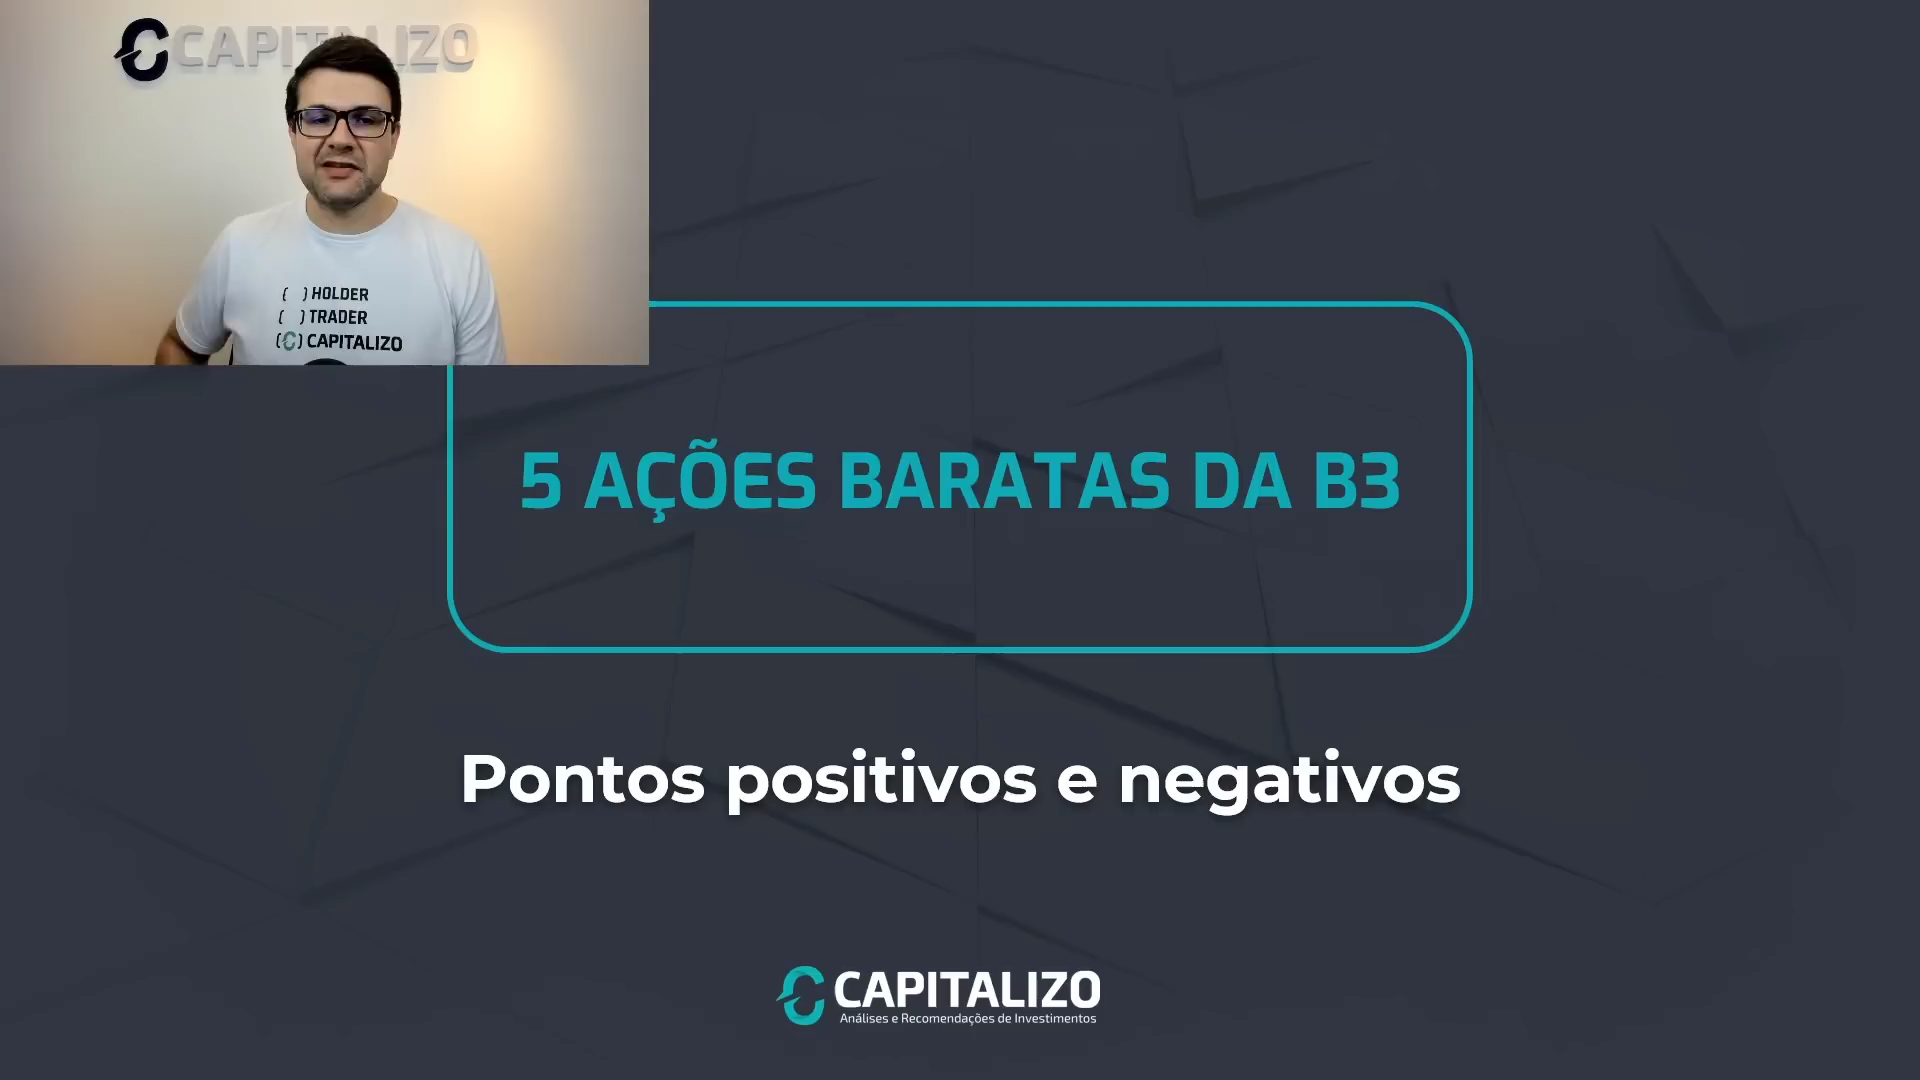 CAPITALIZO
( ) HOLDER
( ) TRADER
( ) CAPITALIZO
5 AÇÕES BARATAS DA B3
Pontos positivos e negativos
CAPITALIZO
Análises e Recomendações de Investimentos